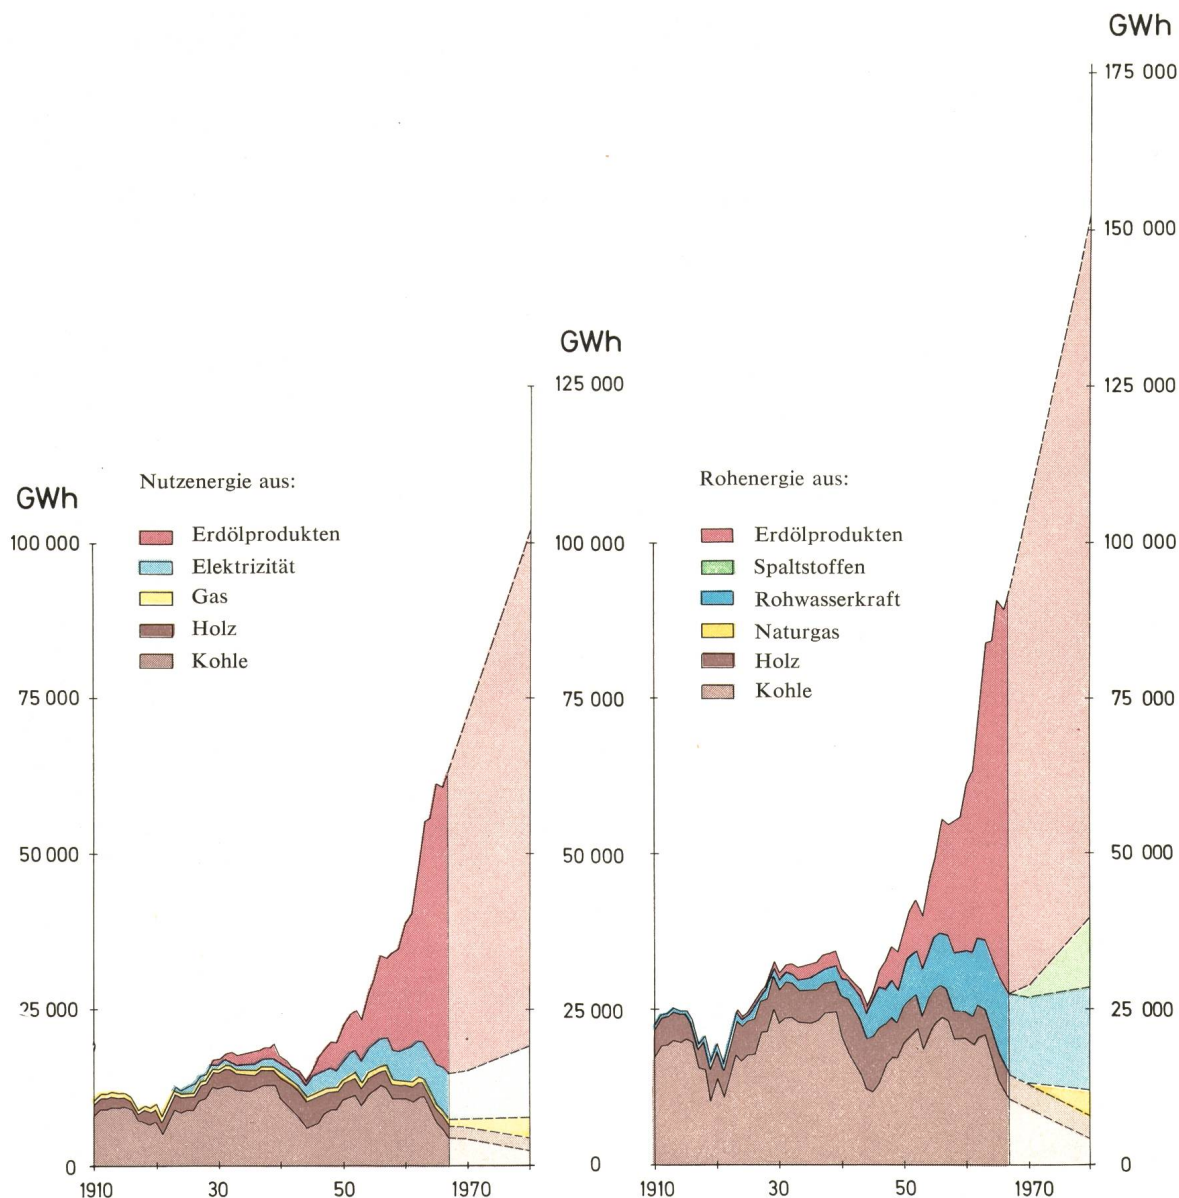 GWh
175 000
150 000
125 000
100 000
75 000
50 000
25 000
0
GWh
125 000
100 000
75 000
50 000
25 000
0
GWh
100 000
75 000
50 000
25 000
0
Nutzenergie aus:
Erdölprodukten
Elektrizität
Gas
Holz
Kohle
1910 30 50 1970
Rohenergie aus:
Erdölprodukten
Spaltstoffen
Rohwasserkraft
Naturgas
Holz
Kohle
1910 30 50 1970